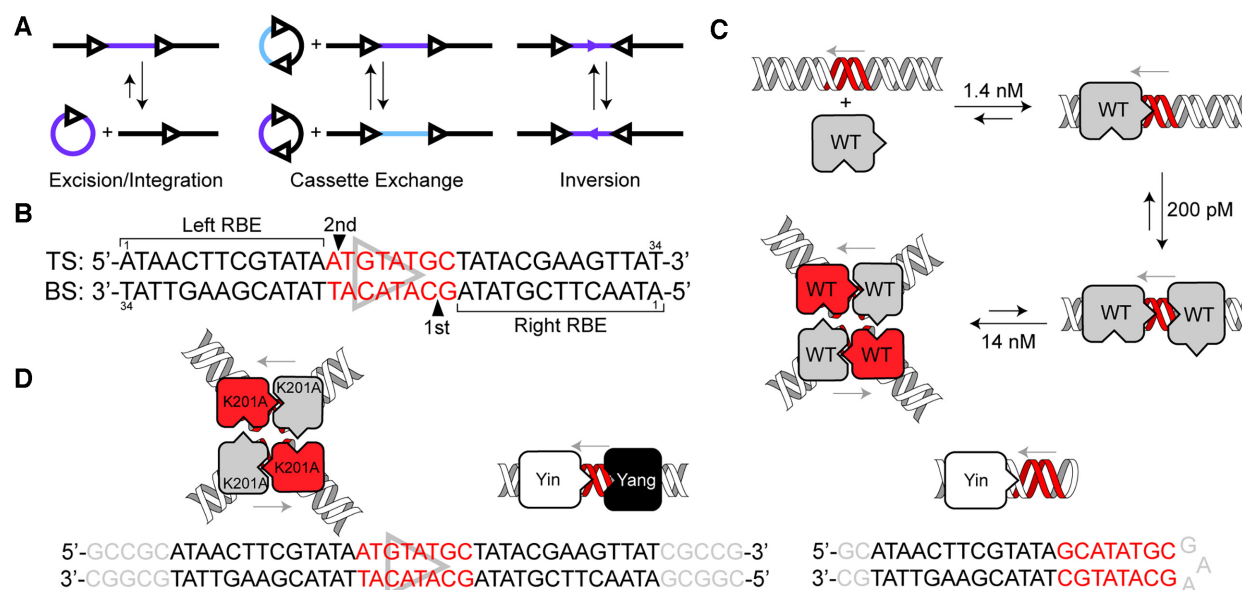 A
+
+
+
+
Excision/Integration
Cassette Exchange
Inversion
B
Left RBE
2nd
1
34
TS: 5’-ATAACTTCGTATAATGTATGCTATACGAAGTTAT-3’
BS: 3’-TATTGAAGCATATTACATACGATATGCTTCAATA-5’
34
1st
1
Right RBE
C
+
WT
1.4 nM
WT
200 pM
WT
WT
14 nM
WT
WT
WT
WT
D
K201A
K201A
K201A
K201A
Yin
Yang
Yin
5’-GCCGCATAACTTCGTATAATGTATGCTATACGAAGTTATCGCCG-3’
3’-CGGCGTATTGAAGCATATTACATACGATATGCTTCAATAGCGGC-5’
5’-GCATAACTTCGTATAGCATATGCG
3’-CGTATTGAAGCATATCGTATACGA
A